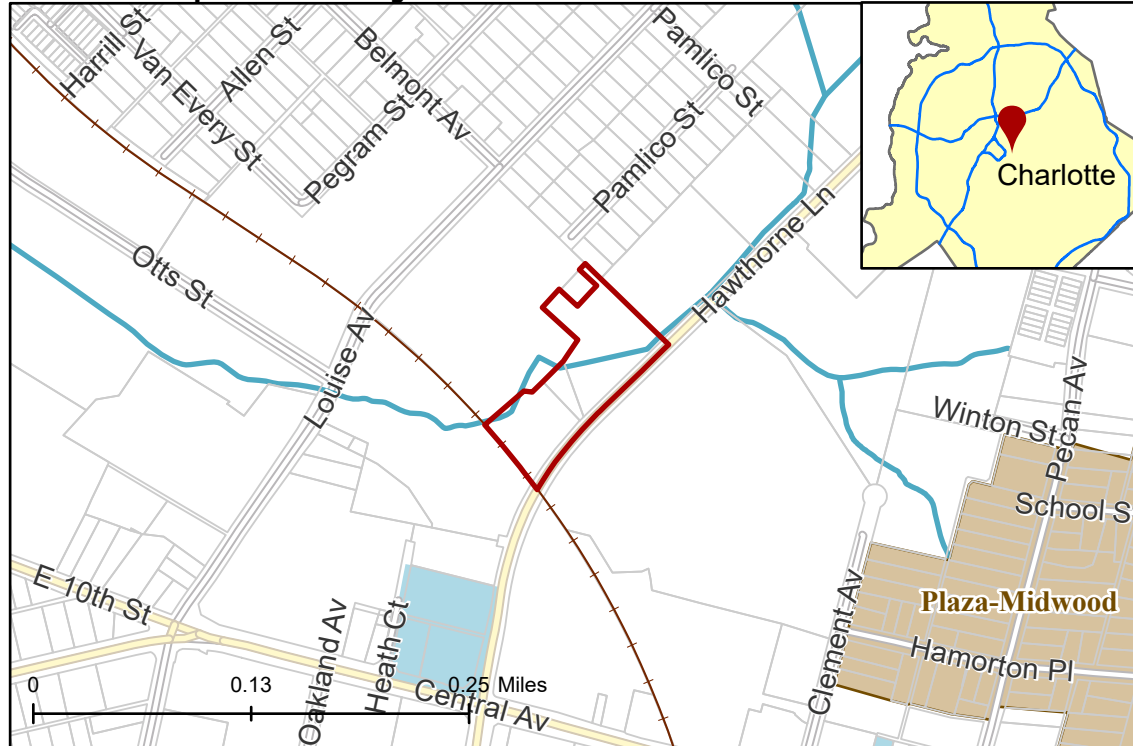 Harrill St
Van Every St
Allen St
Belmont Av
Pegram St
Pamlico St
Pamlico St
Hawthorne Ln
Charlotte
Otts St
Louise Av
Winton St
Pecan Av
School S
Plaza-Midwood
E 10th St
Oakland Av
Heath Ct
Central Av
Clement Av
Hamorton Pl
0 0.13 0.25 Miles